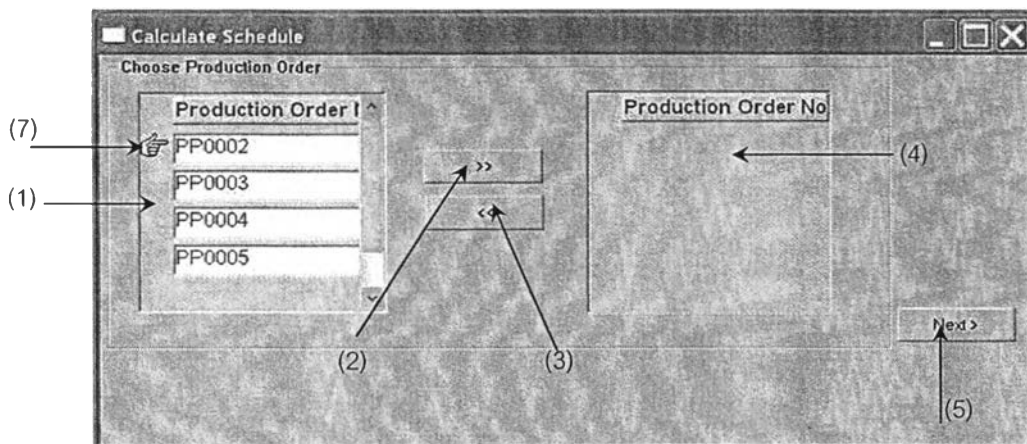 Calculate Schedule
Choose Production Order
Production Order N
Production Order No
(7)
PP0002
>>
(4)
PP0003
(1)
<<
PP0004
PP0005
Next >
(2)
(3)
(5)